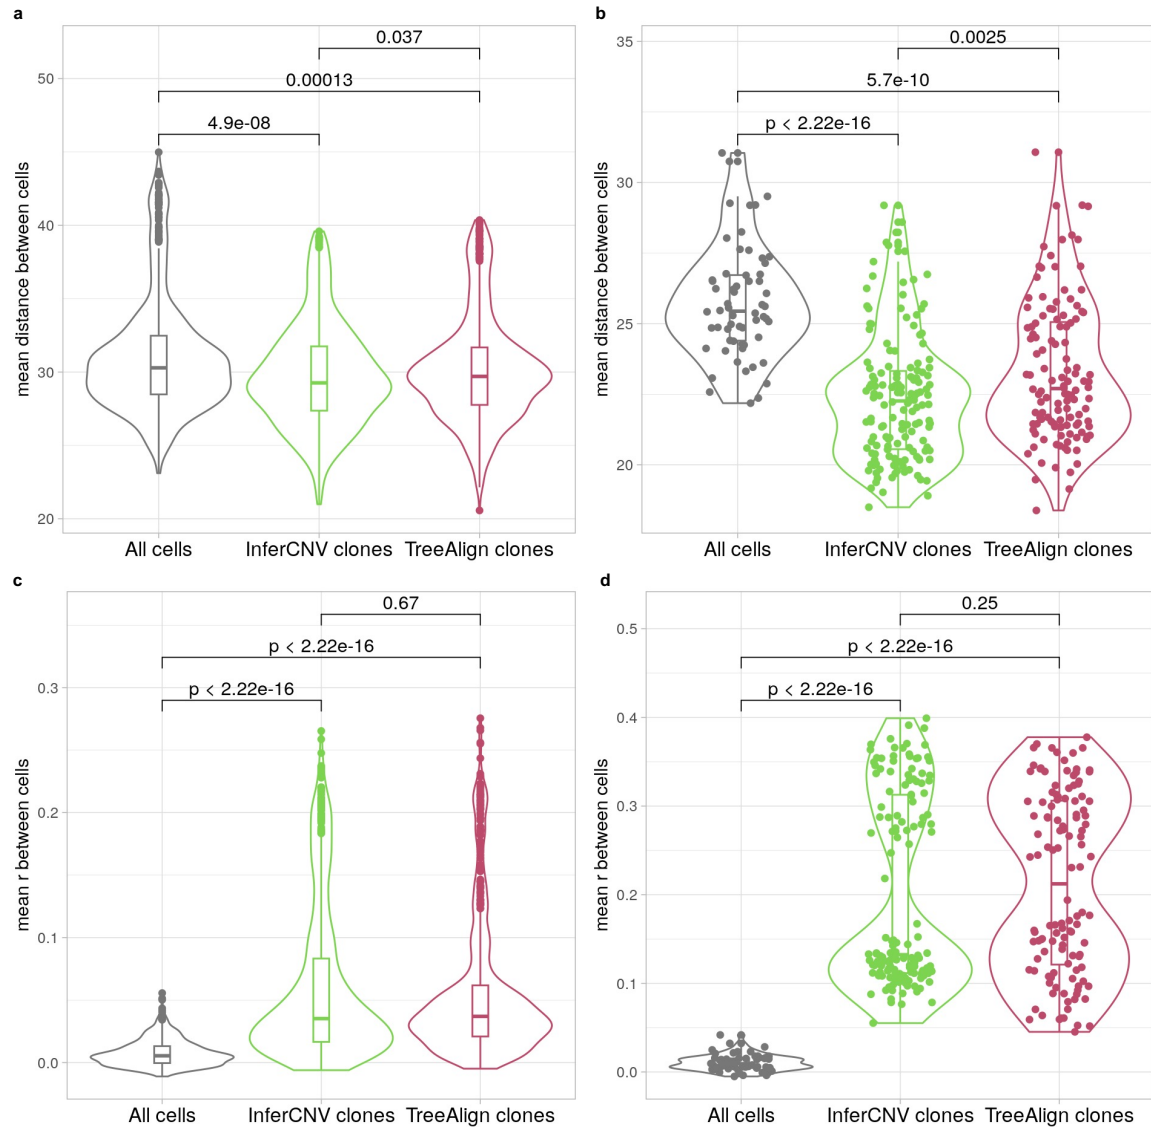 a
0.037
0.00013
4.9e-08
50
40
30
20
mean distance between cells
All cells
InferCNV clones
TreeAlign clones
b
0.0025
5.7e-10
p < 2.22e-16
35
30
25
20
mean distance between cells
All cells
InferCNV clones
TreeAlign clones
c
0.67
p < 2.22e-16
p < 2.22e-16
0.3
0.2
0.1
0.0
mean r between cells
All cells
InferCNV clones
TreeAlign clones
d
0.25
p < 2.22e-16
p < 2.22e-16
0.5
0.4
0.3
0.2
0.1
0.0
mean r between cells
All cells
InferCNV clones
TreeAlign clones